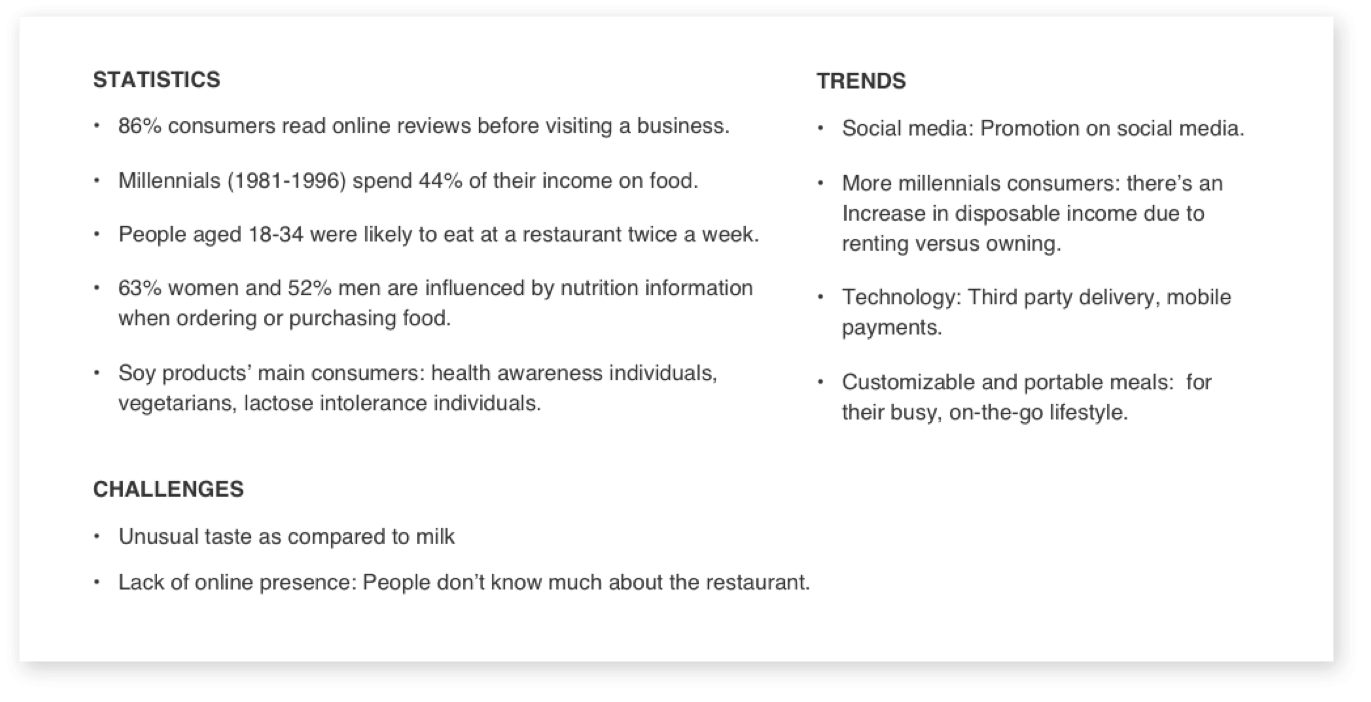 STATISTICS
• 86% consumers read online reviews before visiting a business.
• Millennials (1981-1996) spend 44% of their income on food.
• People aged 18-34 were likely to eat at a restaurant twice a week.
• 63% women and 52% men are influenced by nutrition information
when ordering or purchasing food.
• Soy products’ main consumers: health awareness individuals,
vegetarians, lactose intolerance individuals.
TRENDS
• Social media: Promotion on social media.
• More millennials consumers: there’s an
Increase in disposable income due to
renting versus owning.
• Technology: Third party delivery, mobile
payments.
• Customizable and portable meals:  for
their busy, on-the-go lifestyle.
CHALLENGES
• Unusual taste as compared to milk
• Lack of online presence: People don’t know much about the restaurant.